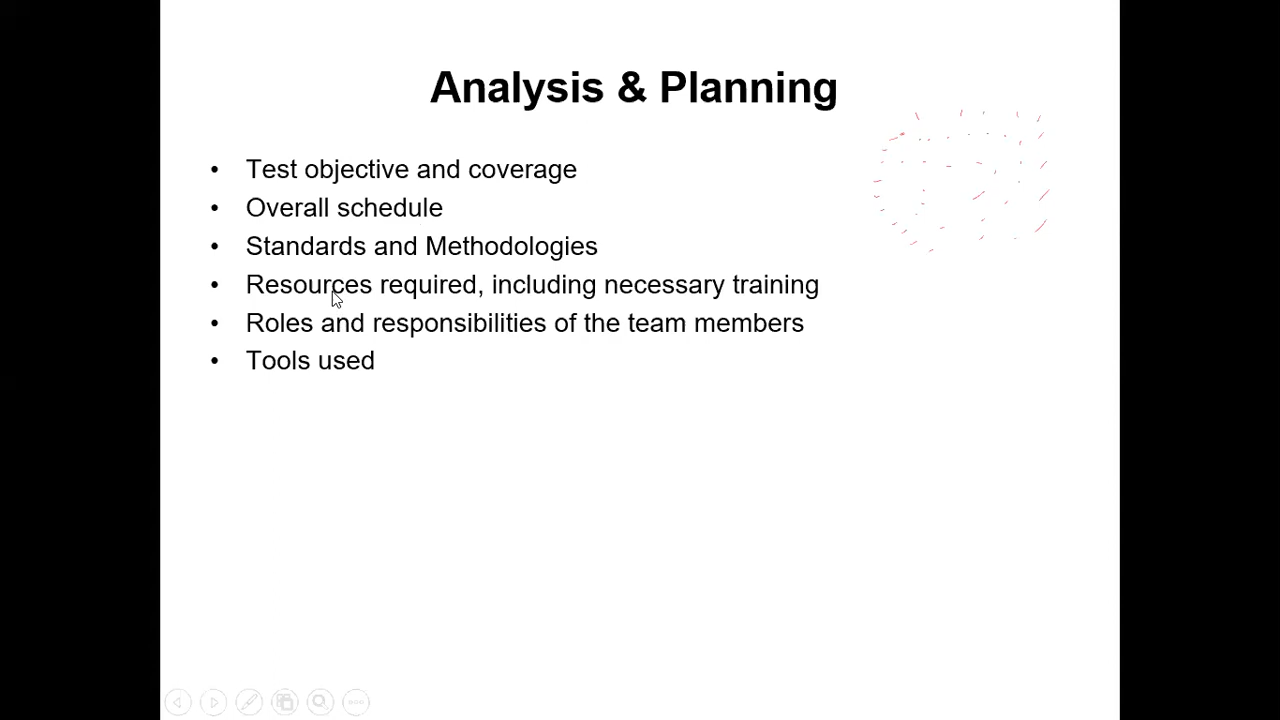 Analysis & Planning
• Test objective and coverage
• Overall schedule
• Standards and Methodologies
• Resources required, including necessary training
• Roles and responsibilities of the team members
• Tools used